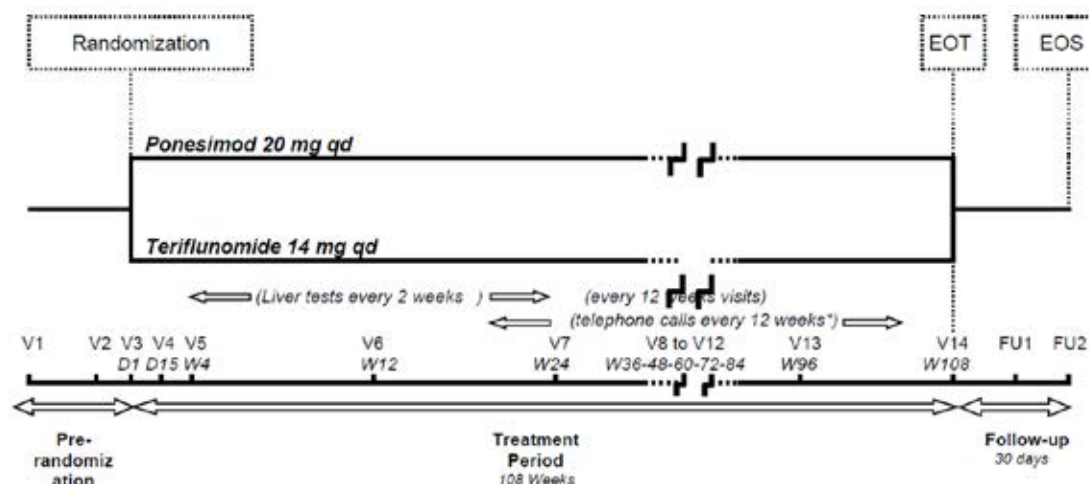 Randomization EOT EOS
Ponesimod 20 mg qd
Teriflunomide 14 mg qd
(Liver tests every 2 weeks ) (every 12 weeks visits)
(telephone calls every 12 weeks*)
V1 V2 V3 V4 V5 V6 V7 V8 to V12 V13 V14 FU1 FU2
D1 D15 W4 W12 W24 W36-48-60-72-84 W96 W108
Pre-
randomiz
ation
Treatment
Period
108 Weeks
Follow-up
30 days